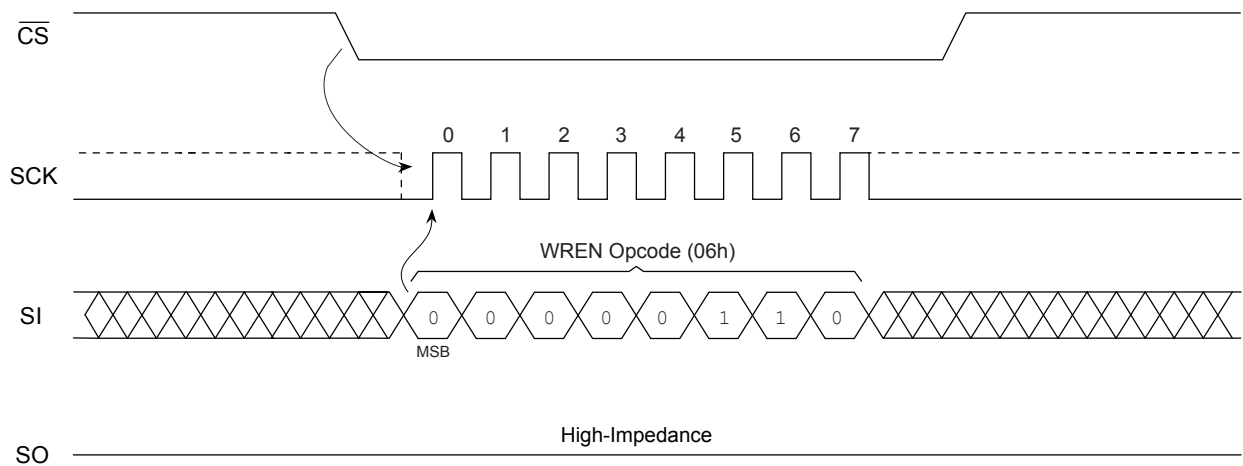 C̅S̅
0 1 2 3 4 5 6 7
SCK
WREN Opcode (06h)
SI
0 0 0 0 0 1 1 0
MSB
High-Impedance
SO